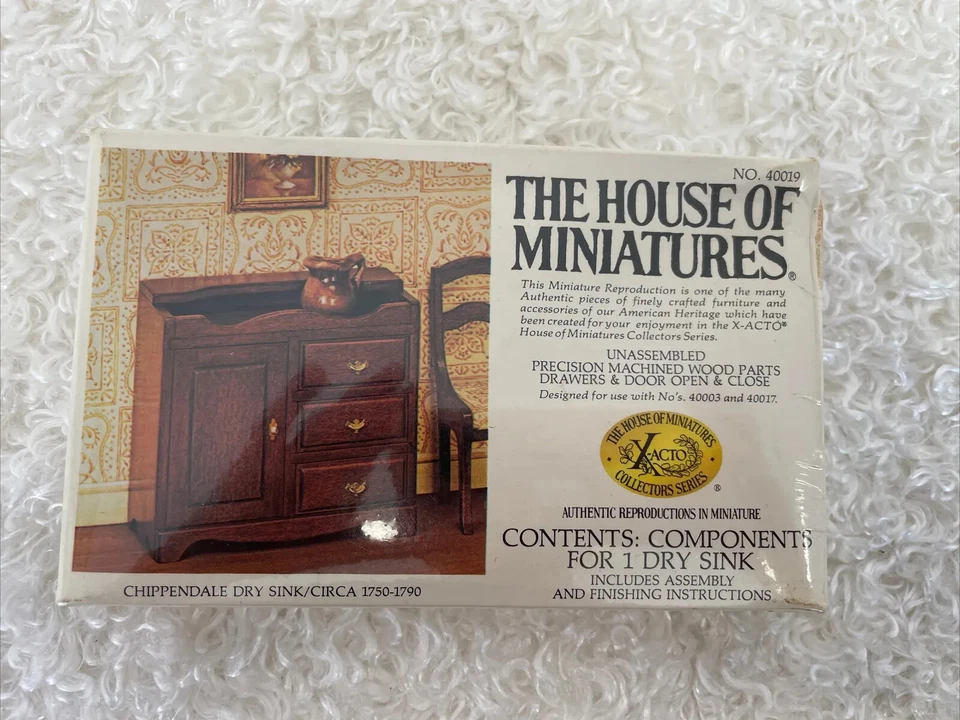 NO. 40019
THE HOUSE OF
MINIATURES®
This Miniature Reproduction is one of the many
Authentic pieces of finely crafted furniture and
accessories of our American Heritage which have
been created for your enjoyment in the X-ACTO®
House of Miniatures Collectors Series.
UNASSEMBLED
PRECISION MACHINED WOOD PARTS
DRAWERS & DOOR OPEN & CLOSE
Designed for use with No's. 40003 and 40017.
THE HOUSE OF MINIATURES
X-ACTO
COLLECTORS SERIES
®
AUTHENTIC REPRODUCTIONS IN MINIATURE
CONTENTS: COMPONENTS
FOR 1 DRY SINK
INCLUDES ASSEMBLY
AND FINISHING INSTRUCTIONS
CHIPPENDALE DRY SINK/CIRCA 1750-1790